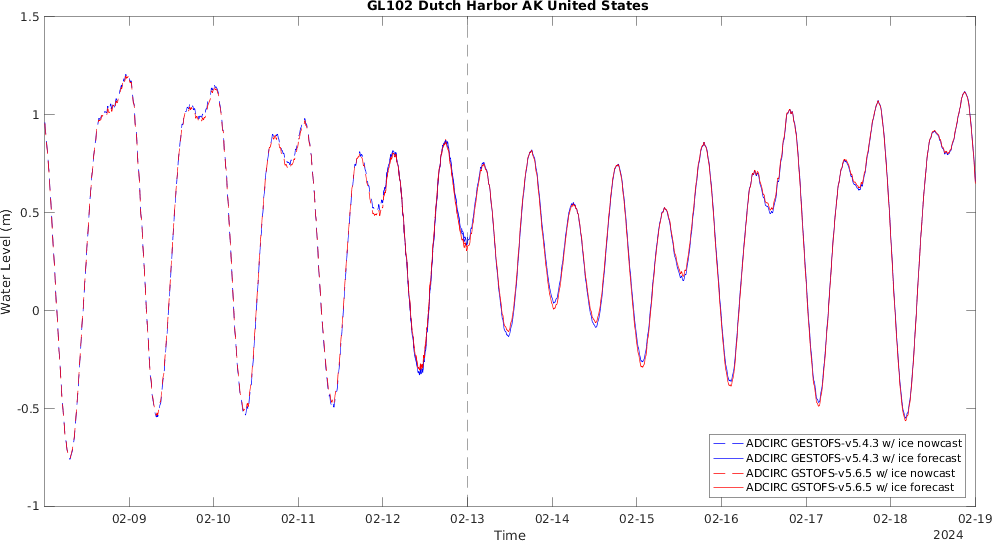 GL102 Dutch Harbor AK United States
1.5
1
0.5
0
-0.5
-1
Water Level (m)
02-09 02-10 02-11 02-12 02-13 02-14 02-15 02-16 02-17 02-18 02-19
Time
2024
ADCIRC GESTOFS-v5.4.3 w/ ice nowcast
ADCIRC GESTOFS-v5.4.3 w/ ice forecast
ADCIRC GSTOFS-v5.6.5 w/ ice nowcast
ADCIRC GSTOFS-v5.6.5 w/ ice forecast